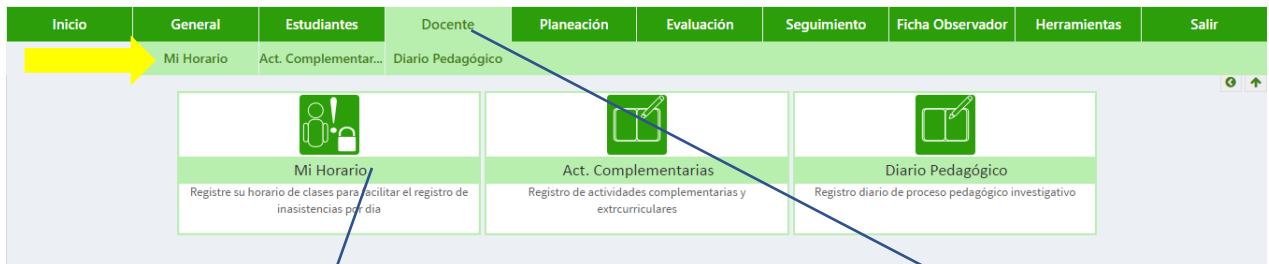 Inicio General Estudiantes Docente Planeación Evaluación Seguimiento Ficha Observador Herramientas Salir
Mi Horario Act. Complementar... Diario Pedagógico
Mi Horario
Registre su horario de clases para facilitar el registro de
inasistencias por dia
Act. Complementarias
Registro de actividades complementarias y
extrcurriculares
Diario Pedagógico
Registro diario de proceso pedagógico investigativo